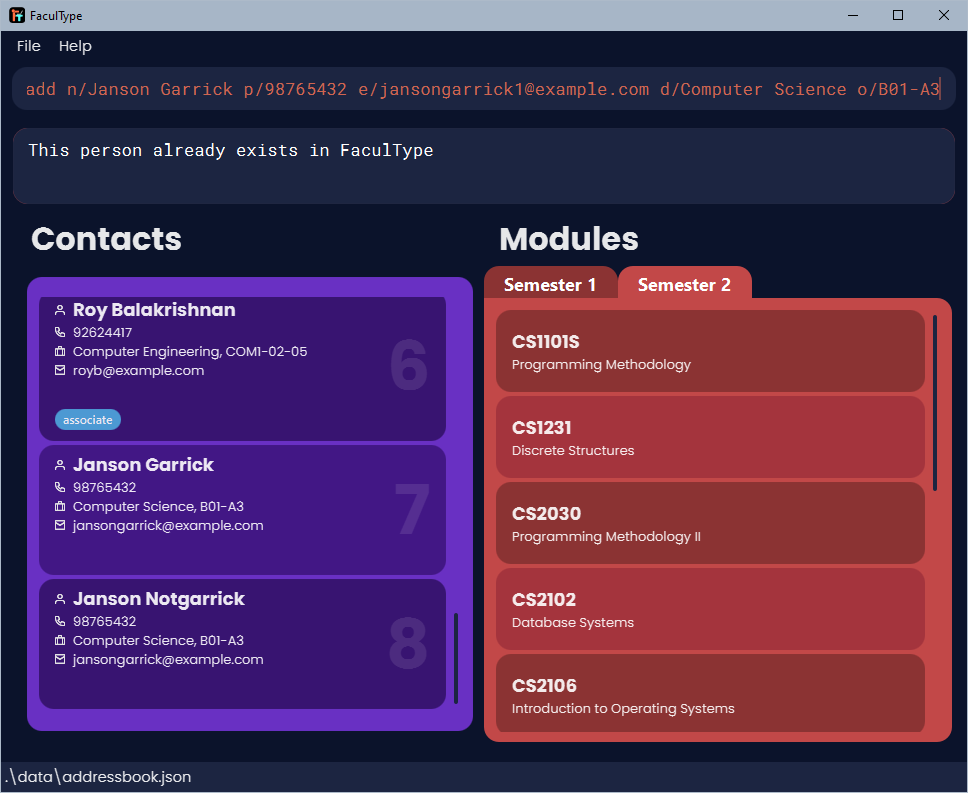 FaculType
File Help
add n/Janson Garrick p/98765432 e/jansongarrick1@example.com d/Computer Science o/B01-A3
This person already exists in FaculType
Contacts
Roy Balakrishnan
92624417
Computer Engineering, COM1-02-05
royb@example.com
6
associate
Janson Garrick
98765432
Computer Science, B01-A3
jansongarrick@example.com
7
Janson Notgarrick
98765432
Computer Science, B01-A3
jansongarrick@example.com
8
Modules
Semester 1 Semester 2
CS1101S
Programming Methodology
CS1231
Discrete Structures
CS2030
Programming Methodology II
CS2102
Database Systems
CS2106
Introduction to Operating Systems
.\data\addressbook.json